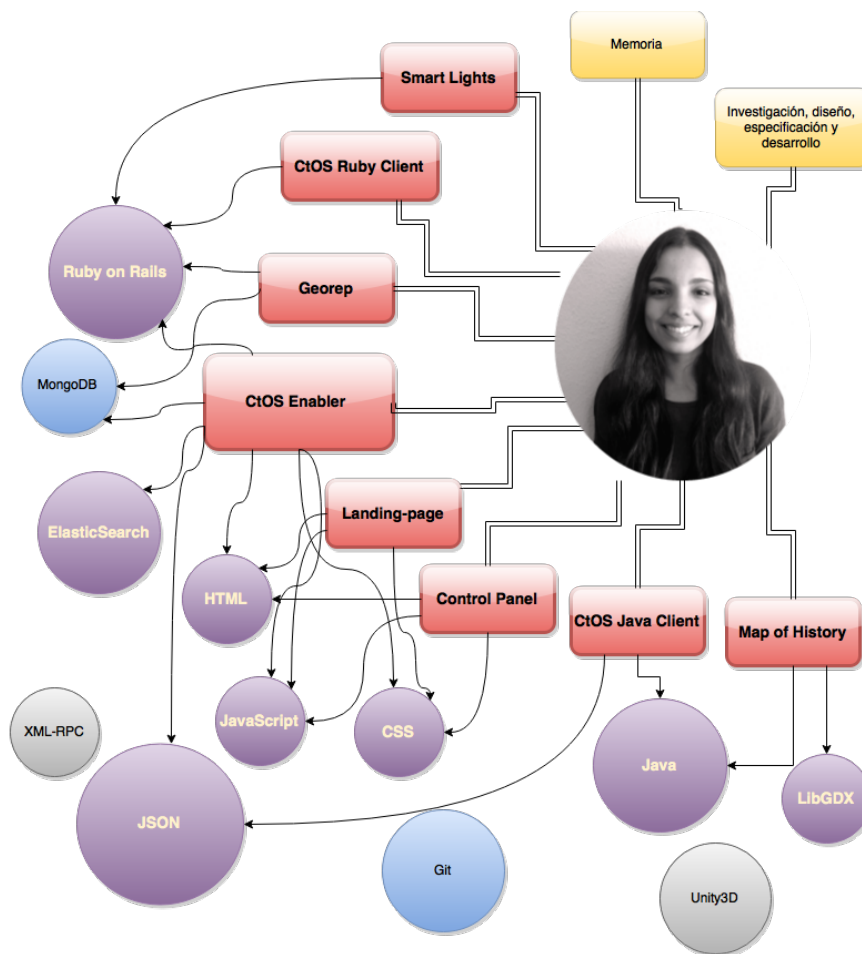 Memoria
Smart Lights
Investigación, diseño,
especificación y
desarrollo
CtOS Ruby Client
Ruby on Rails
Georep
MongoDB
CtOS Enabler
Landing-page
ElasticSearch
HTML
Control Panel
CtOS Java Client
Map of History
JavaScript
CSS
XML-RPC
Java
LibGDX
JSON
Git
Unity3D